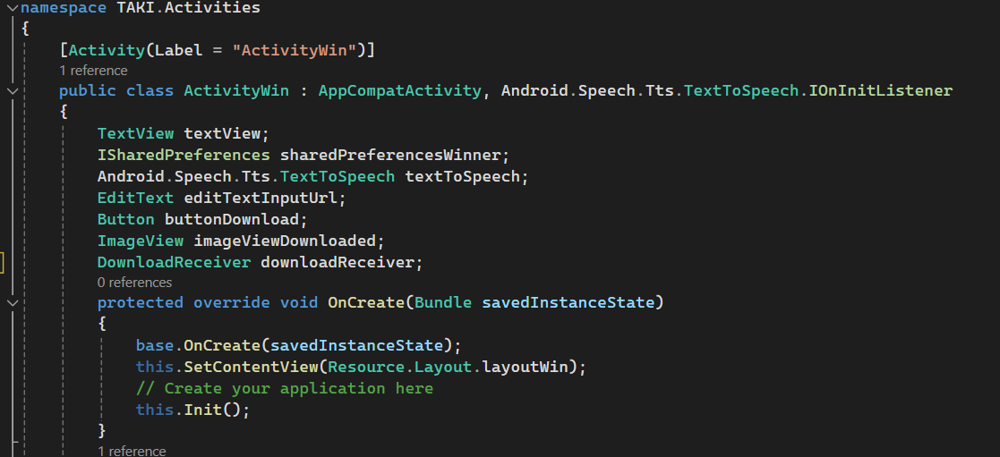 namespace TAKI.Activities
{
[Activity(Label = "ActivityWin")]
1 reference
public class ActivityWin : AppCompatActivity, Android.Speech.Tts.TextToSpeech.IOnInitListener
{
TextView textView;
ISharedPreferences sharedPreferencesWinner;
Android.Speech.Tts.TextToSpeech textToSpeech;
EditText editTextInputUrl;
Button buttonDownload;
ImageView imageViewDownloaded;
DownloadReceiver downloadReceiver;
0 references
protected override void OnCreate(Bundle savedInstanceState)
{
base.OnCreate(savedInstanceState);
this.SetContentView(Resource.Layout.layoutWin);
// Create your application here
this.Init();
}
1 reference